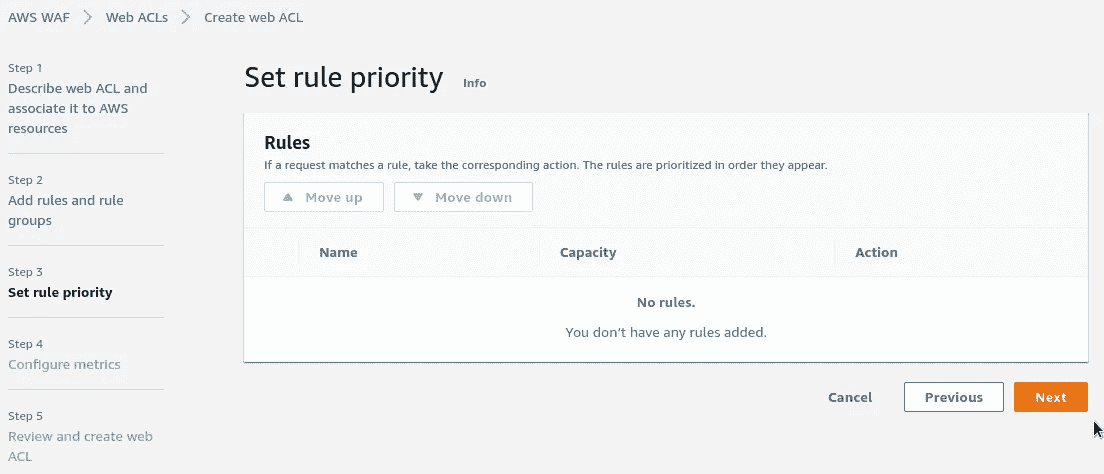 AWS WAF > Web ACLs > Create web ACL
Step 1
Describe web ACL and
associate it to AWS
resources
Step 2
Add rules and rule
groups
Step 3
Set rule priority
Step 4
Configure metrics
Step 5
Review and create web
ACL
Set rule priority Info
Rules
If a request matches a rule, take the corresponding action. The rules are prioritized in order they appear.
Move up Move down
Name Capacity Action
No rules.
You don’t have any rules added.
Cancel Previous Next